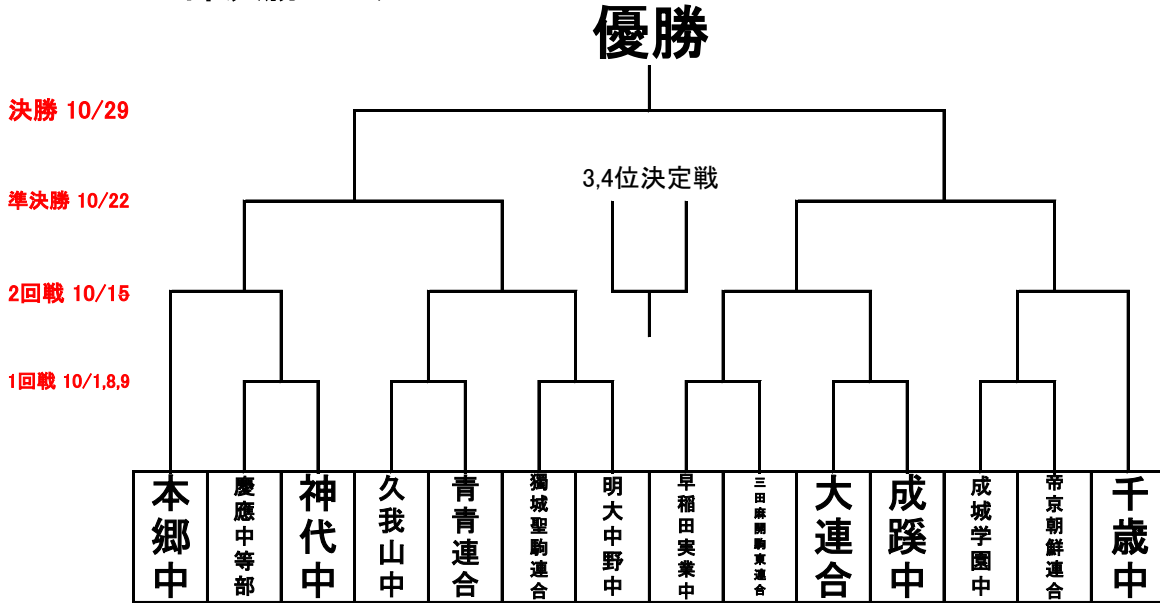 優勝
決勝 10/29
3,4位決定戦
準決勝 10/22
2回戦 10/15
1回戦 10/1,8,9
本郷中
慶應中等部
神代中
久我山中
青青連合
獨城聖駒連合
明大中野中
早稲田実業中
三田麻開駒東連合
大連合
成蹊中
成城学園中
帝京朝鮮連合
千歳中